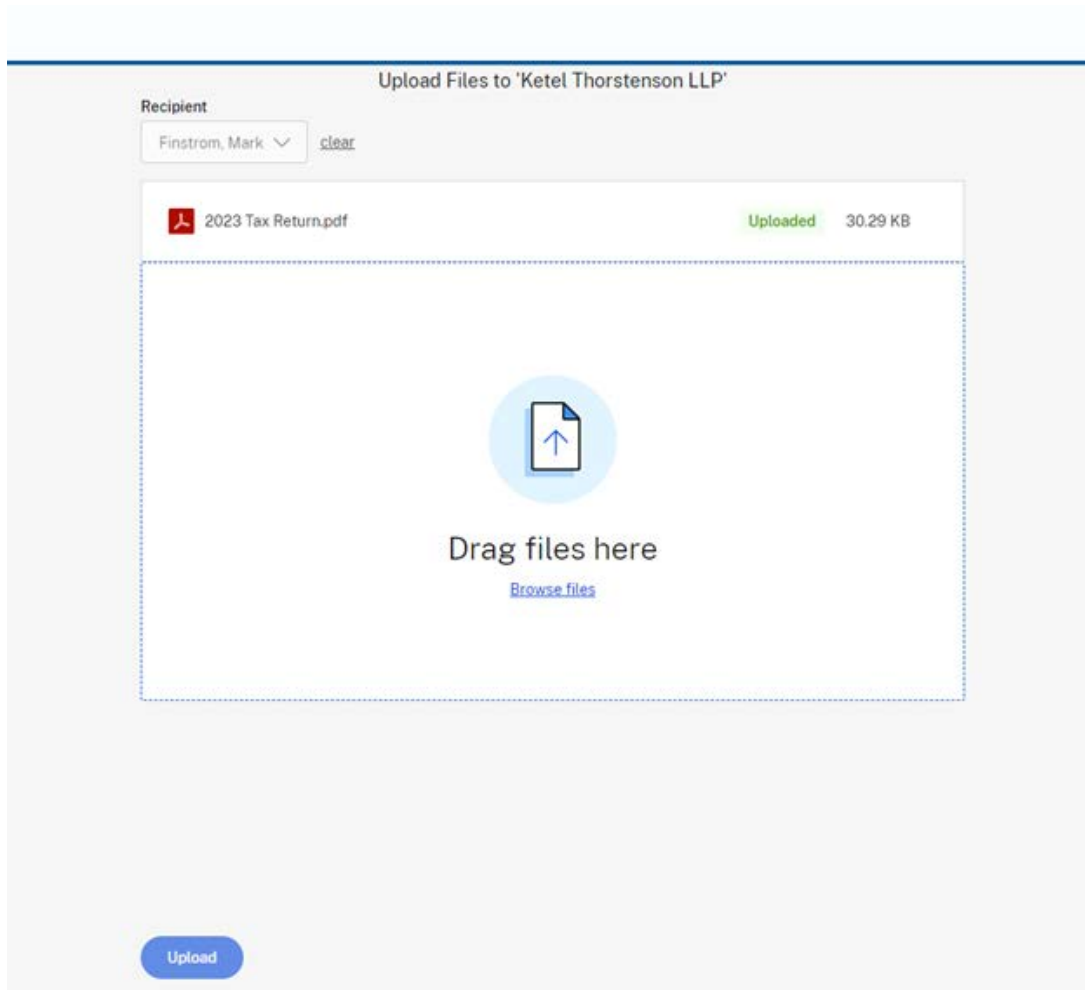 Upload Files to 'Ketel Thorstenson LLP'
Recipient
Finstrom, Mark clear
2023 Tax Return.pdf Uploaded 30.29 KB
Drag files here
Browse files
Upload